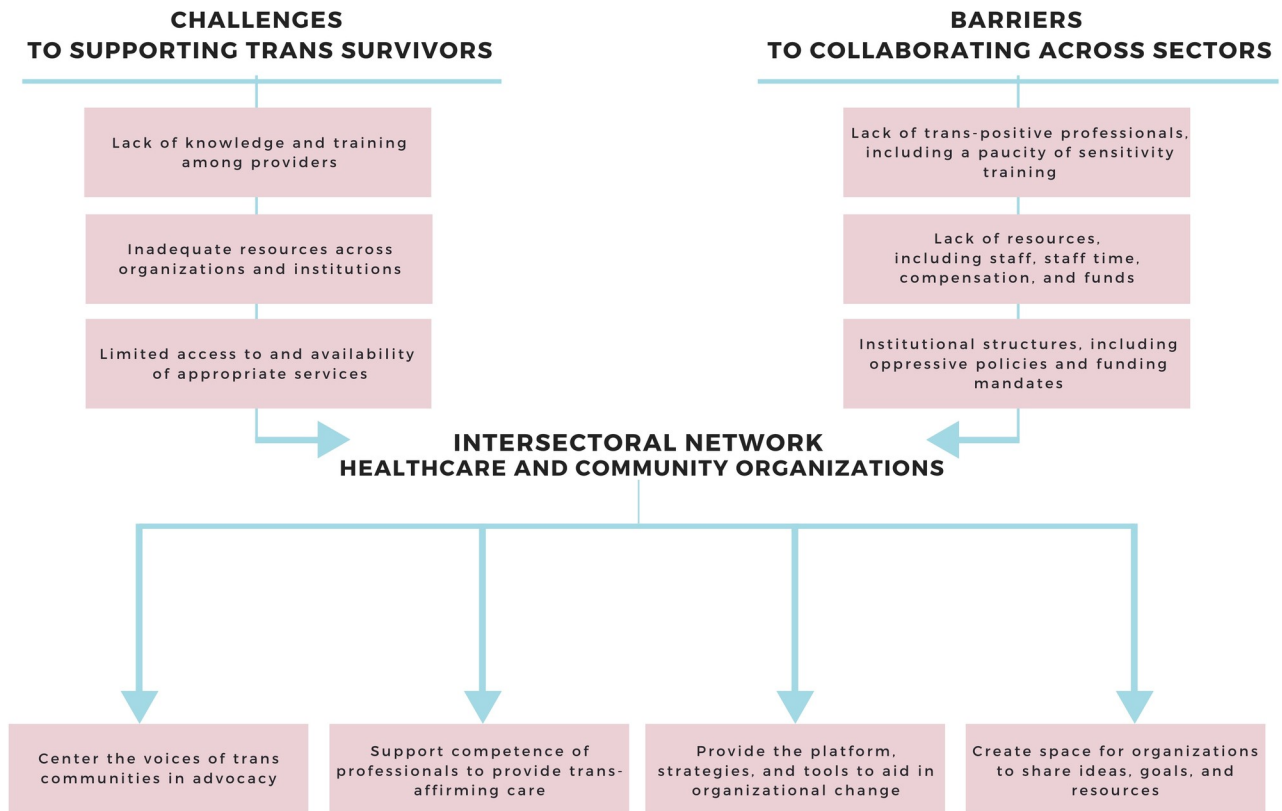 CHALLENGES
TO SUPPORTING TRANS SURVIVORS
Lack of knowledge and training
among providers
Inadequate resources across
organizations and institutions
Limited access to and availability
of appropriate services
BARRIERS
TO COLLABORATING ACROSS SECTORS
Lack of trans-positive professionals,
including a paucity of sensitivity
training
Lack of resources,
including staff, staff time,
compensation, and funds
Institutional structures, including
oppressive policies and funding
mandates
INTERSECTORAL NETWORK
HEALTHCARE AND COMMUNITY ORGANIZATIONS
Center the voices of trans
communities in advocacy
Support competence of
professionals to provide trans-
affirming care
Provide the platform,
strategies, and tools to aid in
organizational change
Create space for organizations
to share ideas, goals, and
resources